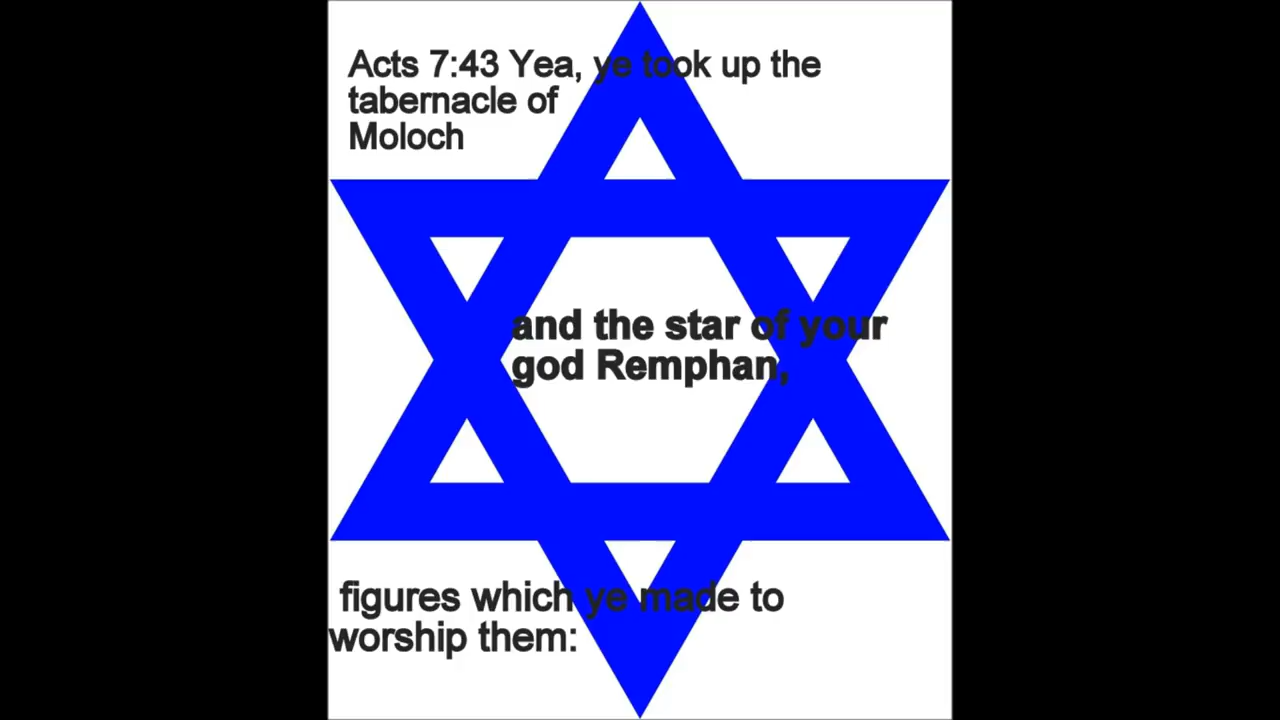 Acts 7:43 Yea, ye took up the
tabernacle of
Moloch
and the star of your
god Remphan,
figures which ye made to
worship them: